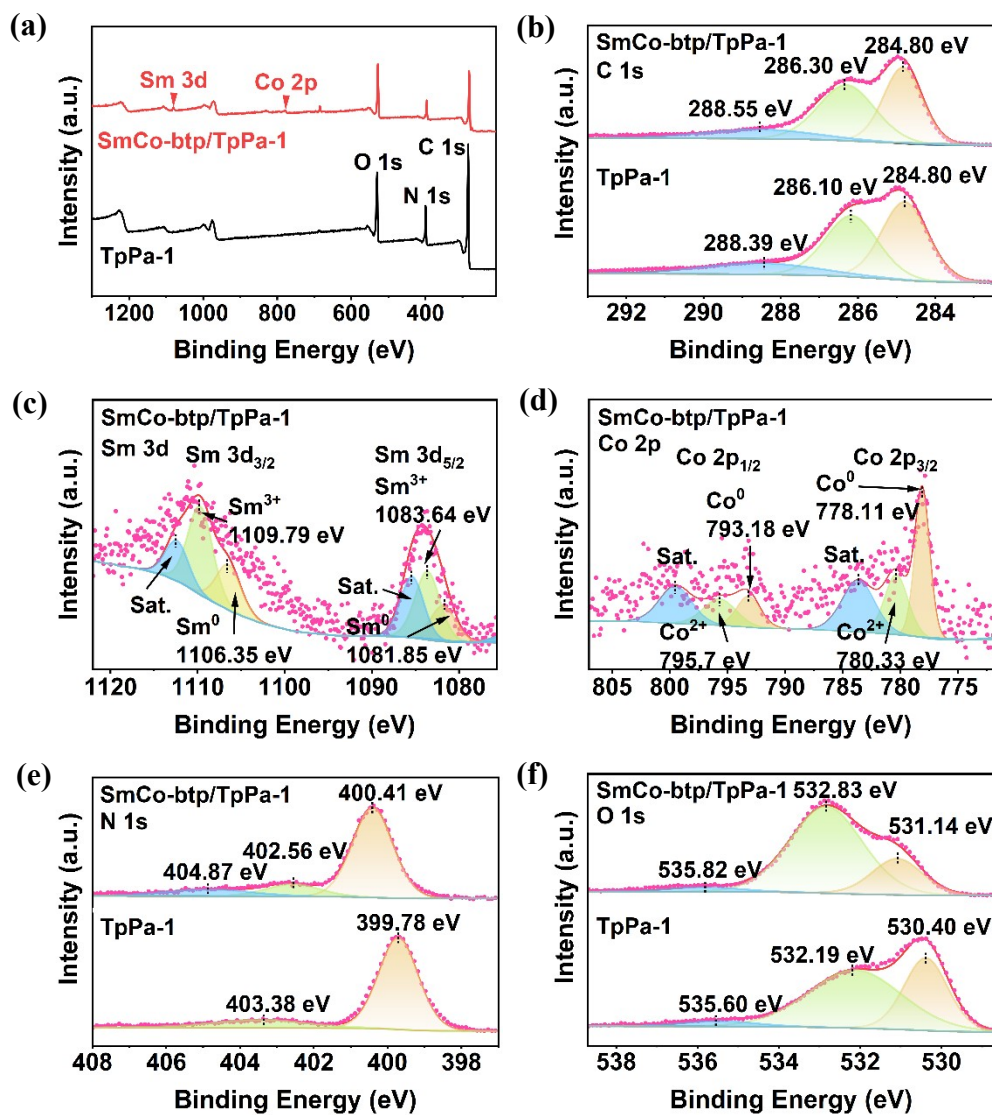 (a)
Intensity (a.u.)
Sm 3d
Co 2p
SmCo-btp/TpPa-1
O 1s
N 1s
C 1s
TpPa-1
1200 1000 800 600 400
Binding Energy (eV)
(b)
Intensity (a.u.)
SmCo-btp/TpPa-1
C 1s
284.80 eV
286.30 eV
288.55 eV
TpPa-1
284.80 eV
286.10 eV
288.39 eV
292 290 288 286 284
Binding Energy (eV)
(c)
Intensity (a.u.)
SmCo-btp/TpPa-1
Sm 3d
Sm 3d3/2
Sm 3d5/2
Sm3+
1109.79 eV
Sm3+
1083.64 eV
Sat.
Sat.
Sm0
1106.35 eV
Sm0
1081.85 eV
1120 1110 1090 1080
Binding Energy (eV)
(d)
Intensity (a.u.)
SmCo-btp/TpPa-1
Co 2p
Co 2p1/2
Co 2p3/2
Co0
793.18 eV
Co0
778.11 eV
Sat.
Sat.
Co2+
795.7 eV
Co2+
780.33 eV
805 800 795 790 785 778 775
Binding Energy (eV)
(e)
Intensity (a.u.)
SmCo-btp/TpPa-1
N 1s
400.41 eV
402.56 eV
404.87 eV
TpPa-1
399.78 eV
403.38 eV
408 406 404 402 400 398
Binding Energy (eV)
(f)
Intensity (a.u.)
SmCo-btp/TpPa-1
O 1s
532.83 eV
531.14 eV
535.82 eV
TpPa-1
530.40 eV
532.19 eV
535.60 eV
538 536 534 532 530
Binding Energy (eV)